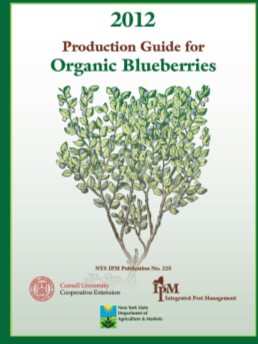 2012
Production Guide for
Organic Blueberries
NYS IPM Publication No. 225
Cornell University
Cooperative Extension
IPM
Integrated Pest Management
New York State
Department of
Agriculture & Markets